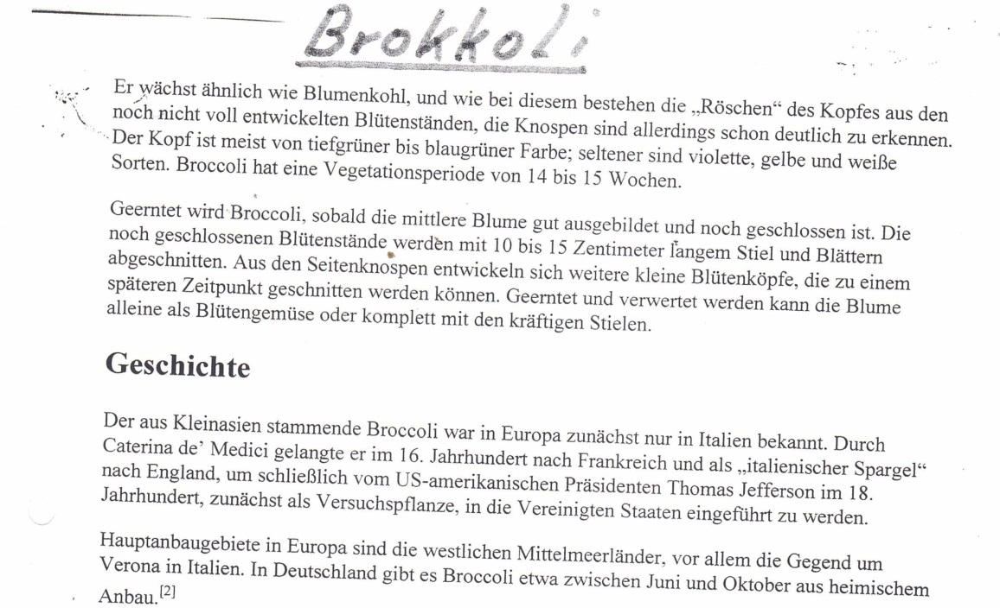 Brokkoli
Er wächst ähnlich wie Blumenkohl, und wie bei diesem bestehen die „Röschen“ des Kopfes aus den
noch nicht voll entwickelten Blütenständen, die Knospen sind allerdings schon deutlich zu erkennen.
Der Kopf ist meist von tiefgrüner bis blaugrüner Farbe; seltener sind violette, gelbe und weiße
Sorten. Broccoli hat eine Vegetationsperiode von 14 bis 15 Wochen.
Geerntet wird Broccoli, sobald die mittlere Blume gut ausgebildet und noch geschlossen ist. Die
noch geschlossenen Blütenstände werden mit 10 bis 15 Zentimeter langem Stiel und Blättern
abgeschnitten. Aus den Seitenknospen entwickeln sich weitere kleine Blütenköpfe, die zu einem
späteren Zeitpunkt geschnitten werden können. Geerntet und verwertet werden kann die Blume
alleine als Blütengemüse oder komplett mit den kräftigen Stielen.
Geschichte
Der aus Kleinasien stammende Broccoli war in Europa zunächst nur in Italien bekannt. Durch
Caterina de’ Medici gelangte er im 16. Jahrhundert nach Frankreich und als „italienischer Spargel“
nach England, um schließlich vom US-amerikanischen Präsidenten Thomas Jefferson im 18.
Jahrhundert, zunächst als Versuchspflanze, in die Vereinigten Staaten eingeführt zu werden.
Hauptanbaugebiete in Europa sind die westlichen Mittelmeerländer, vor allem die Gegend um
Verona in Italien. In Deutschland gibt es Broccoli etwa zwischen Juni und Oktober aus heimischem
Anbau.[2]